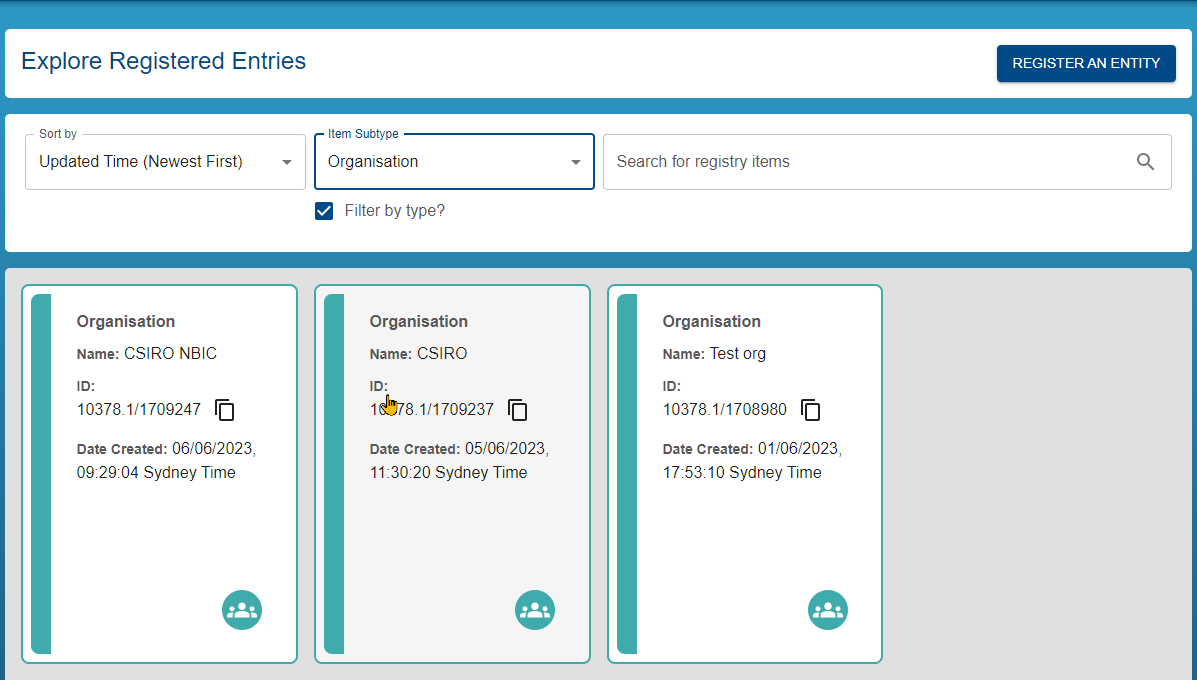 Explore Registered Entries
REGISTER AN ENTITY
Sort by
Updated Time (Newest First)
Item Subtype
Organisation
Search for registry items
Filter by type?
Organisation
Name: CSIRO NBIC
ID:
10378.1/1709247
Date Created: 06/06/2023,
09:29:04 Sydney Time
Organisation
Name: CSIRO
ID:
10378.1/1709237
Date Created: 05/06/2023,
11:30:20 Sydney Time
Organisation
Name: Test org
ID:
10378.1/1708980
Date Created: 01/06/2023,
17:53:10 Sydney Time